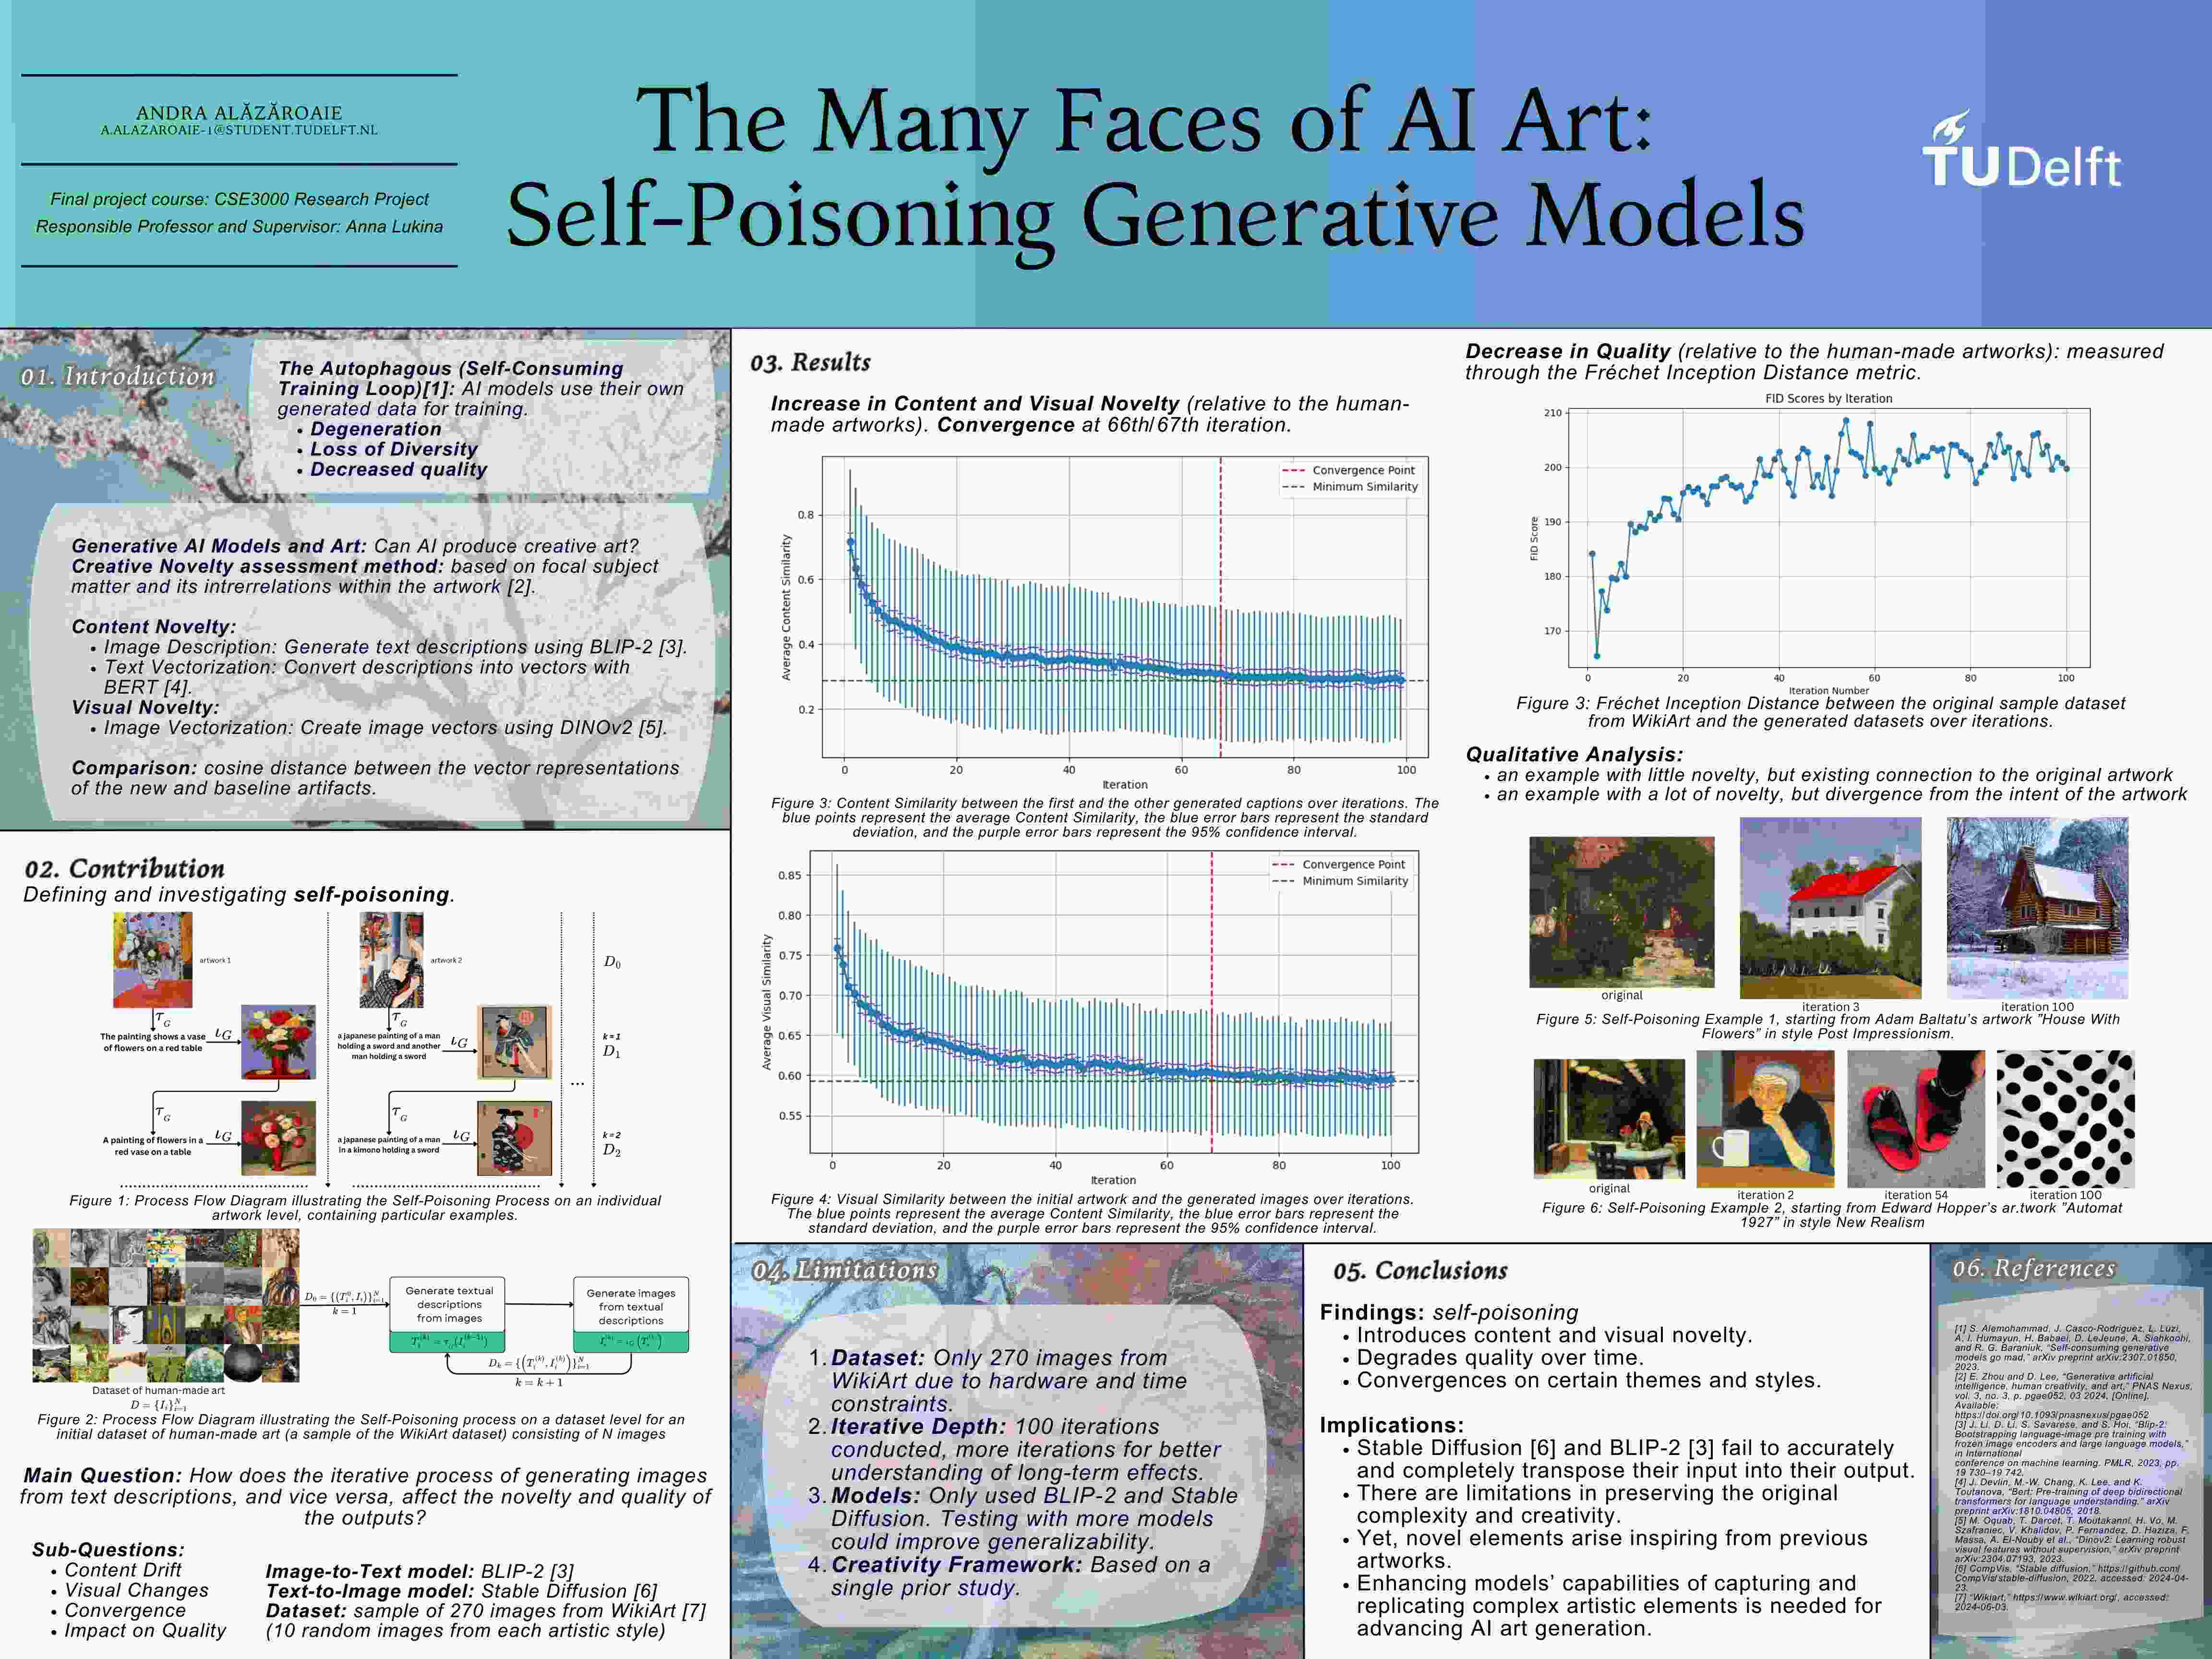 ANDRA ALĂZĂROAIE
A.ALAZAROAIE-1@STUDENT.TUDELFT.NL
Final project course: CSE3000 Research Project
Responsible Professor and Supervisor: Anna Lukina
The Many Faces of AI Art:
Self-Poisoning Generative Models
TU Delft
01. Introduction
The Autophagous (Self-Consuming
Training Loop)[1]: AI models use their own
generated data for training.
• Degeneration
• Loss of Diversity
• Decreased quality
Generative AI Models and Art: Can AI produce creative art?
Creative Novelty assessment method: based on focal subject
matter and its intrerrelations within the artwork [2].
Content Novelty:
• Image Description: Generate text descriptions using BLIP-2 [3].
• Text Vectorization: Convert descriptions into vectors with
BERT [4].
Visual Novelty:
• Image Vectorization: Create image vectors using DINOv2 [5].
Comparison: cosine distance between the vector representations
of the new and baseline artifacts.
02. Contribution
Defining and investigating self-poisoning.
artwork 1
artwork 2
D₀
τ_G
τ_G
The painting shows a vase
of flowers on a red table
ι_G
a japanese painting of a man
holding a sword and another
man holding a sword
ι_G
k=1
D₁
...
τ_G
τ_G
A painting of flowers in a
red vase on a table
ι_G
a japanese painting of a man
in a kimono holding a sword
ι_G
k=2
D₂
Figure 1: Process Flow Diagram illustrating the Self-Poisoning Process on an individual
artwork level, containing particular examples.
D₀ = {(T_i^0, I_i)}_{i=1}^N
k = 1
Generate textual
descriptions
from images
Generate images
from textual
descriptions
D_k = {(T_i^(k), I_i^(k))}_{i=1}^N
k = k + 1
Dataset of human-made art
D = {I_i}_{i=1}^N
Figure 2: Process Flow Diagram illustrating the Self-Poisoning process on a dataset level for an
initial dataset of human-made art (a sample of the WikiArt dataset) consisting of N images
Main Question: How does the iterative process of generating images
from text descriptions, and vice versa, affect the novelty and quality of
the outputs?
Sub-Questions:
• Content Drift
• Visual Changes
• Convergence
• Impact on Quality
Image-to-Text model: BLIP-2 [3]
Text-to-Image model: Stable Diffusion [6]
Dataset: sample of 270 images from WikiArt [7]
(10 random images from each artistic style)
03. Results
Increase in Content and Visual Novelty (relative to the human-
made artworks). Convergence at 66th/67th iteration.
Convergence Point
Minimum Similarity
Average Content Similarity
0.8
0.6
0.4
0.2
0 20 40 60 80 100
Iteration
Figure 3: Content Similarity between the first and the other generated captions over iterations. The
blue points represent the average Content Similarity, the blue error bars represent the standard
deviation, and the purple error bars represent the 95% confidence interval.
Convergence Point
Minimum Similarity
Average Visual Similarity
0.85
0.80
0.75
0.70
0.65
0.60
0.55
0 20 40 60 80 100
Iteration
Figure 4: Visual Similarity between the initial artwork and the generated images over iterations.
The blue points represent the average Content Similarity, the blue error bars represent the
standard deviation, and the purple error bars represent the 95% confidence interval.
Decrease in Quality (relative to the human-made artworks): measured
through the Fréchet Inception Distance metric.
FID Scores by Iteration
FID Score
210
200
190
180
170
0 20 40 60 80 100
Iteration Number
Figure 3: Fréchet Inception Distance between the original sample dataset
from WikiArt and the generated datasets over iterations.
Qualitative Analysis:
• an example with little novelty, but existing connection to the original artwork
• an example with a lot of novelty, but divergence from the intent of the artwork
original
iteration 3
iteration 100
Figure 5: Self-Poisoning Example 1, starting from Adam Baltatu's artwork "House With
Flowers" in style Post Impressionism.
original
iteration 2
iteration 54
iteration 100
Figure 6: Self-Poisoning Example 2, starting from Edward Hopper's ar.twork "Automat
1927" in style New Realism
04. Limitations
1. Dataset: Only 270 images from
WikiArt due to hardware and time
constraints.
2. Iterative Depth: 100 iterations
conducted, more iterations for better
understanding of long-term effects.
3. Models: Only used BLIP-2 and Stable
Diffusion. Testing with more models
could improve generalizability.
4. Creativity Framework: Based on a
single prior study.
05. Conclusions
Findings: self-poisoning
• Introduces content and visual novelty.
• Degrades quality over time.
• Convergences on certain themes and styles.
Implications:
• Stable Diffusion [6] and BLIP-2 [3] fail to accurately
and completely transpose their input into their output.
• There are limitations in preserving the original
complexity and creativity.
• Yet, novel elements arise inspiring from previous
artworks.
• Enhancing models' capabilities of capturing and
replicating complex artistic elements is needed for
advancing AI art generation.
06. References
[1] S. Alemohammad, J. Casco-Rodriguez, L. Luzi,
A. I. Humayun, H. Babaei, D. LeJeune, A. Siahkoohi,
and R. G. Baraniuk, "Self-consuming generative
models go mad," arXiv preprint arXiv:2307.01850,
2023.
[2] E. Zhou and D. Lee, "Generative artificial
intelligence, human creativity, and art," PNAS Nexus,
vol. 3, no. 3, p. pgae052, 03 2024, [Online].
Available:
https://doi.org/10.1093/pnasnexus/pgae052
[3] J. Li, D. Li, S. Savarese, and S. Hoi, "Blip-2:
Bootstrapping language-image pre training with
frozen image encoders and large language models,"
in International
conference on machine learning. PMLR, 2023, pp.
19 730–19 742.
[4] J. Devlin, M.-W. Chang, K. Lee, and K.
Toutanova, "Bert: Pre-training of deep bidirectional
transformers for language understanding," arXiv
preprint arXiv:1810.04805, 2018.
[5] M. Oquab, T. Darcet, T. Moutakanni, H. Vo, M.
Szafraniec, V. Khalidov, P. Fernandez, D. Haziza, F.
Massa, A. El-Nouby et al., "Dinov2: Learning robust
visual features without supervision," arXiv preprint
arXiv:2304.07193, 2023.
[6] CompVis, "Stable diffusion," https://github.com/
CompVis/stable-diffusion, 2022, accessed: 2024-04-
23.
[7] "Wikiart," https://www.wikiart.org/, accessed:
2024-06-03.